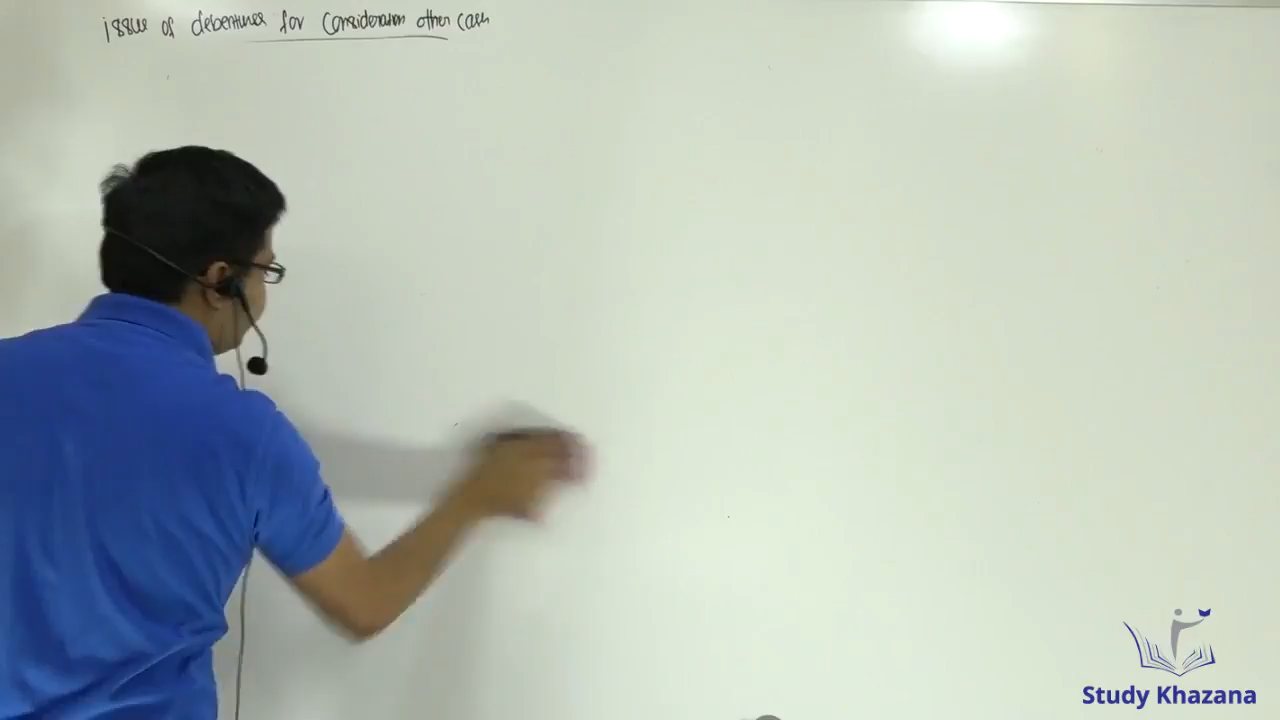 issue of debentures for Consideration other cash
Study Khazana